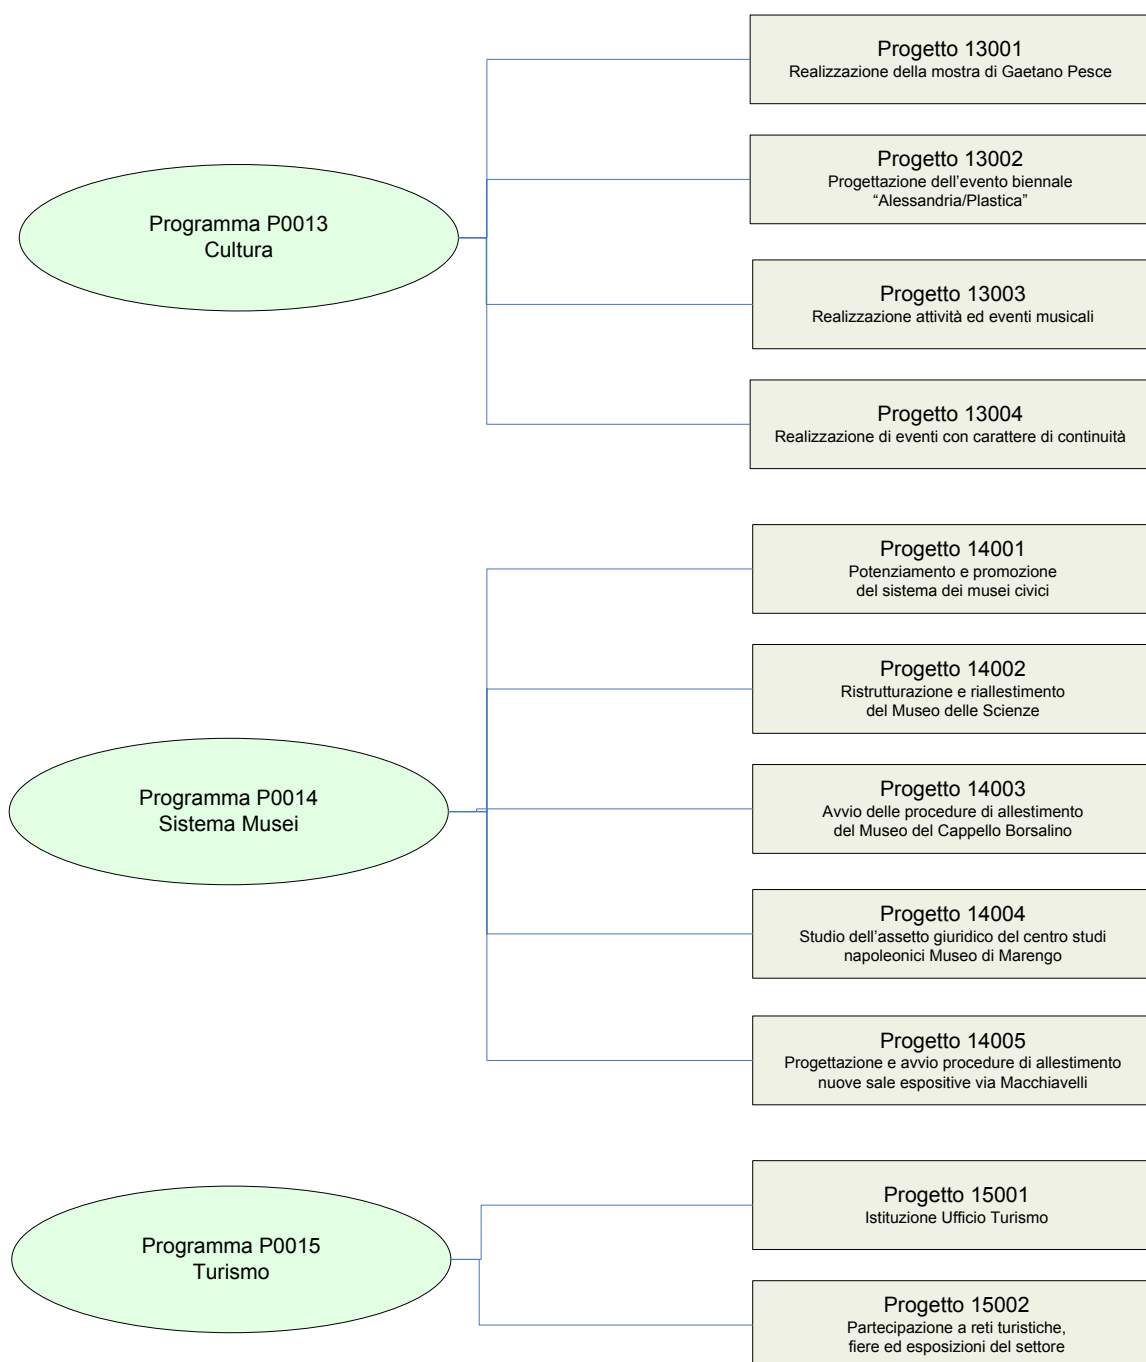 Programma P0013
Cultura
Progetto 13001
Realizzazione della mostra di Gaetano Pesce
Progetto 13002
Progettazione dell’evento biennale
“Alessandria/Plastica”
Progetto 13003
Realizzazione attività ed eventi musicali
Progetto 13004
Realizzazione di eventi con carattere di continuità
Programma P0014
Sistema Musei
Progetto 14001
Potenziamento e promozione
del sistema dei musei civici
Progetto 14002
Ristrutturazione e riallestimento
del Museo delle Scienze
Progetto 14003
Avvio delle procedure di allestimento
del Museo del Cappello Borsalino
Progetto 14004
Studio dell’assetto giuridico del centro studi
napoleonici Museo di Marengo
Progetto 14005
Progettazione e avvio procedure di allestimento
nuove sale espositive via Macchiavelli
Programma P0015
Turismo
Progetto 15001
Istituzione Ufficio Turismo
Progetto 15002
Partecipazione a reti turistiche,
fiere ed esposizioni del settore